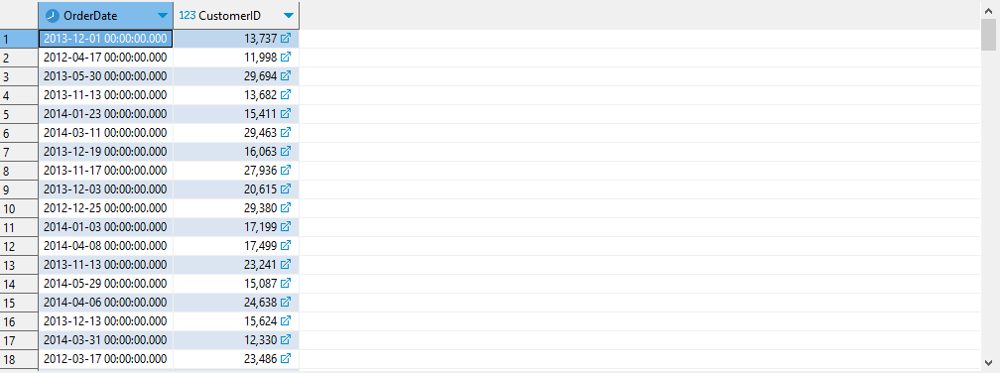 OrderDate 123 CustomerID
1 2013-12-01 00:00:00.000 13,737
2 2012-04-17 00:00:00.000 11,998
3 2013-05-30 00:00:00.000 29,694
4 2013-11-13 00:00:00.000 13,682
5 2014-01-23 00:00:00.000 15,411
6 2014-03-11 00:00:00.000 29,463
7 2013-12-19 00:00:00.000 16,063
8 2013-11-17 00:00:00.000 27,936
9 2013-12-03 00:00:00.000 20,615
10 2012-12-25 00:00:00.000 29,380
11 2014-01-03 00:00:00.000 17,199
12 2014-04-08 00:00:00.000 17,499
13 2013-11-13 00:00:00.000 23,241
14 2014-05-29 00:00:00.000 15,087
15 2014-04-06 00:00:00.000 24,638
16 2013-12-13 00:00:00.000 15,624
17 2014-03-31 00:00:00.000 12,330
18 2012-03-17 00:00:00.000 23,486